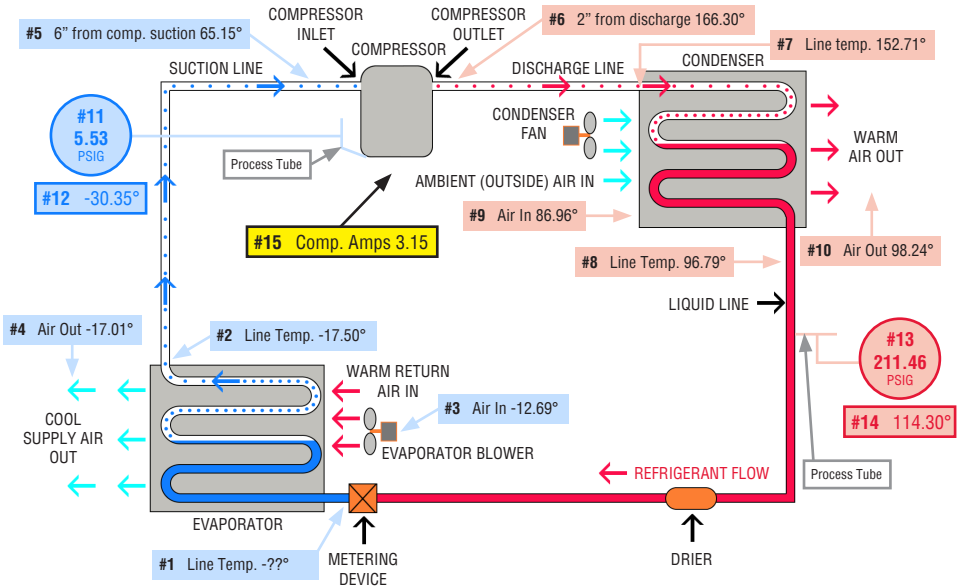 #5 6” from comp. suction 65.15°
COMPRESSOR
INLET
COMPRESSOR
OUTLET
#6 2” from discharge 166.30°
#7 Line temp. 152.71°
COMPRESSOR
SUCTION LINE
DISCHARGE LINE
CONDENSER
#11
5.53
PSIG
Process Tube
#12 -30.35°
CONDENSER
FAN
WARM
AIR OUT
AMBIENT (OUTSIDE) AIR IN
#9 Air In 86.96°
#15 Comp. Amps 3.15
#10 Air Out 98.24°
#8 Line Temp. 96.79°
LIQUID LINE
#4 Air Out -17.01°
#2 Line Temp. -17.50°
#13
211.46
PSIG
#14 114.30°
WARM RETURN
AIR IN
#3 Air In -12.69°
COOL
SUPPLY AIR
OUT
EVAPORATOR BLOWER
REFRIGERANT FLOW
Process Tube
EVAPORATOR
#1 Line Temp. -??°
METERING
DEVICE
DRIER